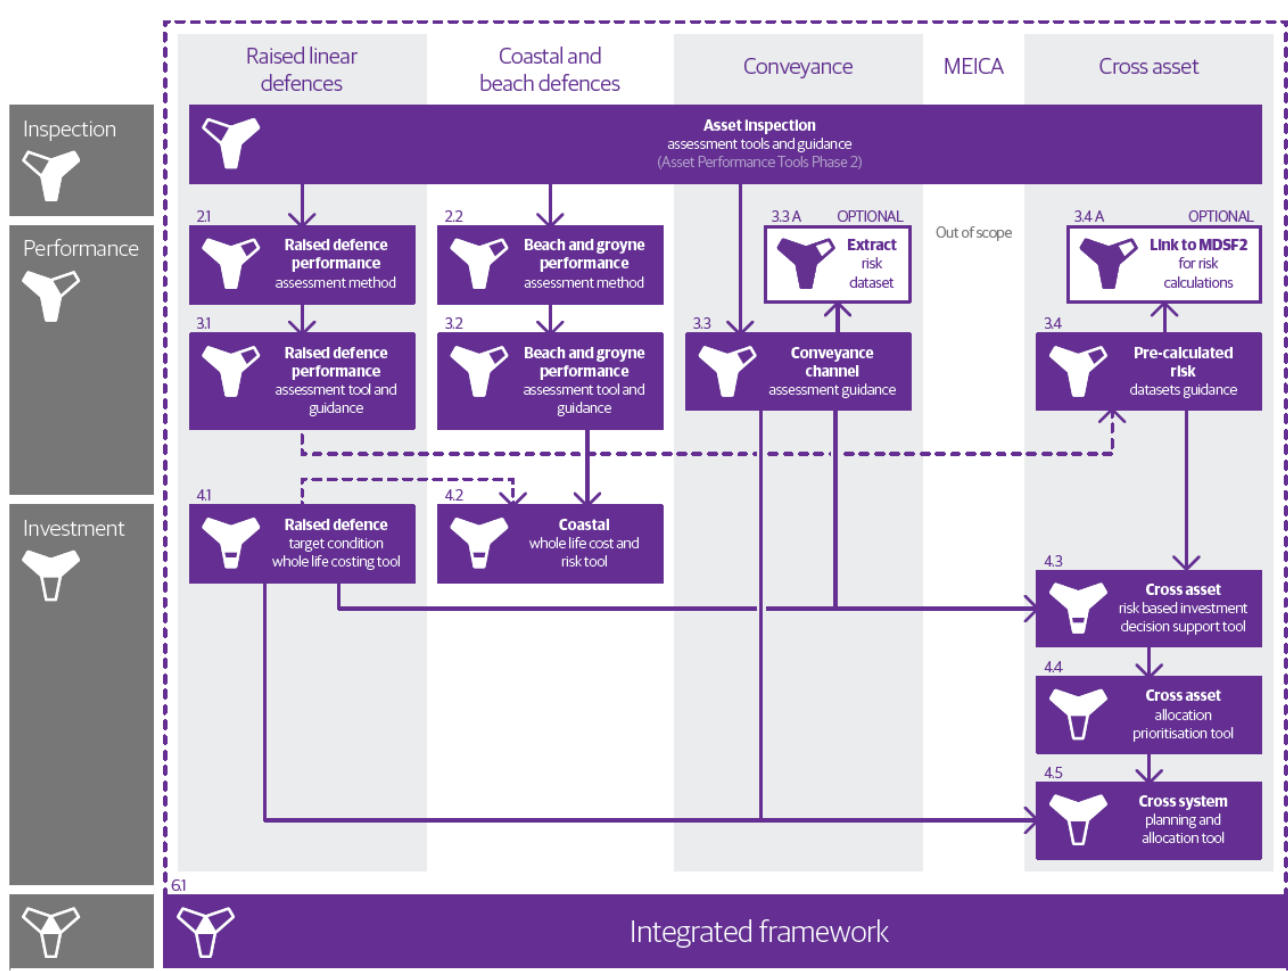 Raised linear
defences
Coastal and
beach defences
Conveyance
MEICA
Cross asset
Inspection
Asset inspection
assessment tools and guidance
(Asset Performance Tools Phase 2)
Performance
2.1
Raised defence
performance
assessment method
2.2
Beach and groyne
performance
assessment method
3.3 A OPTIONAL
Extract
risk
dataset
Out of scope
3.4 A OPTIONAL
Link to MDSF2
for risk
calculations
3.1
Raised defence
performance
assessment tool and
guidance
3.2
Beach and groyne
performance
assessment tool and
guidance
3.3
Conveyance
channel
assessment guidance
3.4
Pre-calculated
risk
datasets guidance
Investment
4.1
Raised defence
target condition
whole life costing tool
4.2
Coastal
whole life cost and
risk tool
4.3
Cross asset
risk based investment
decision support tool
4.4
Cross asset
allocation
prioritisation tool
4.5
Cross system
planning and
allocation tool
6.1
Integrated framework